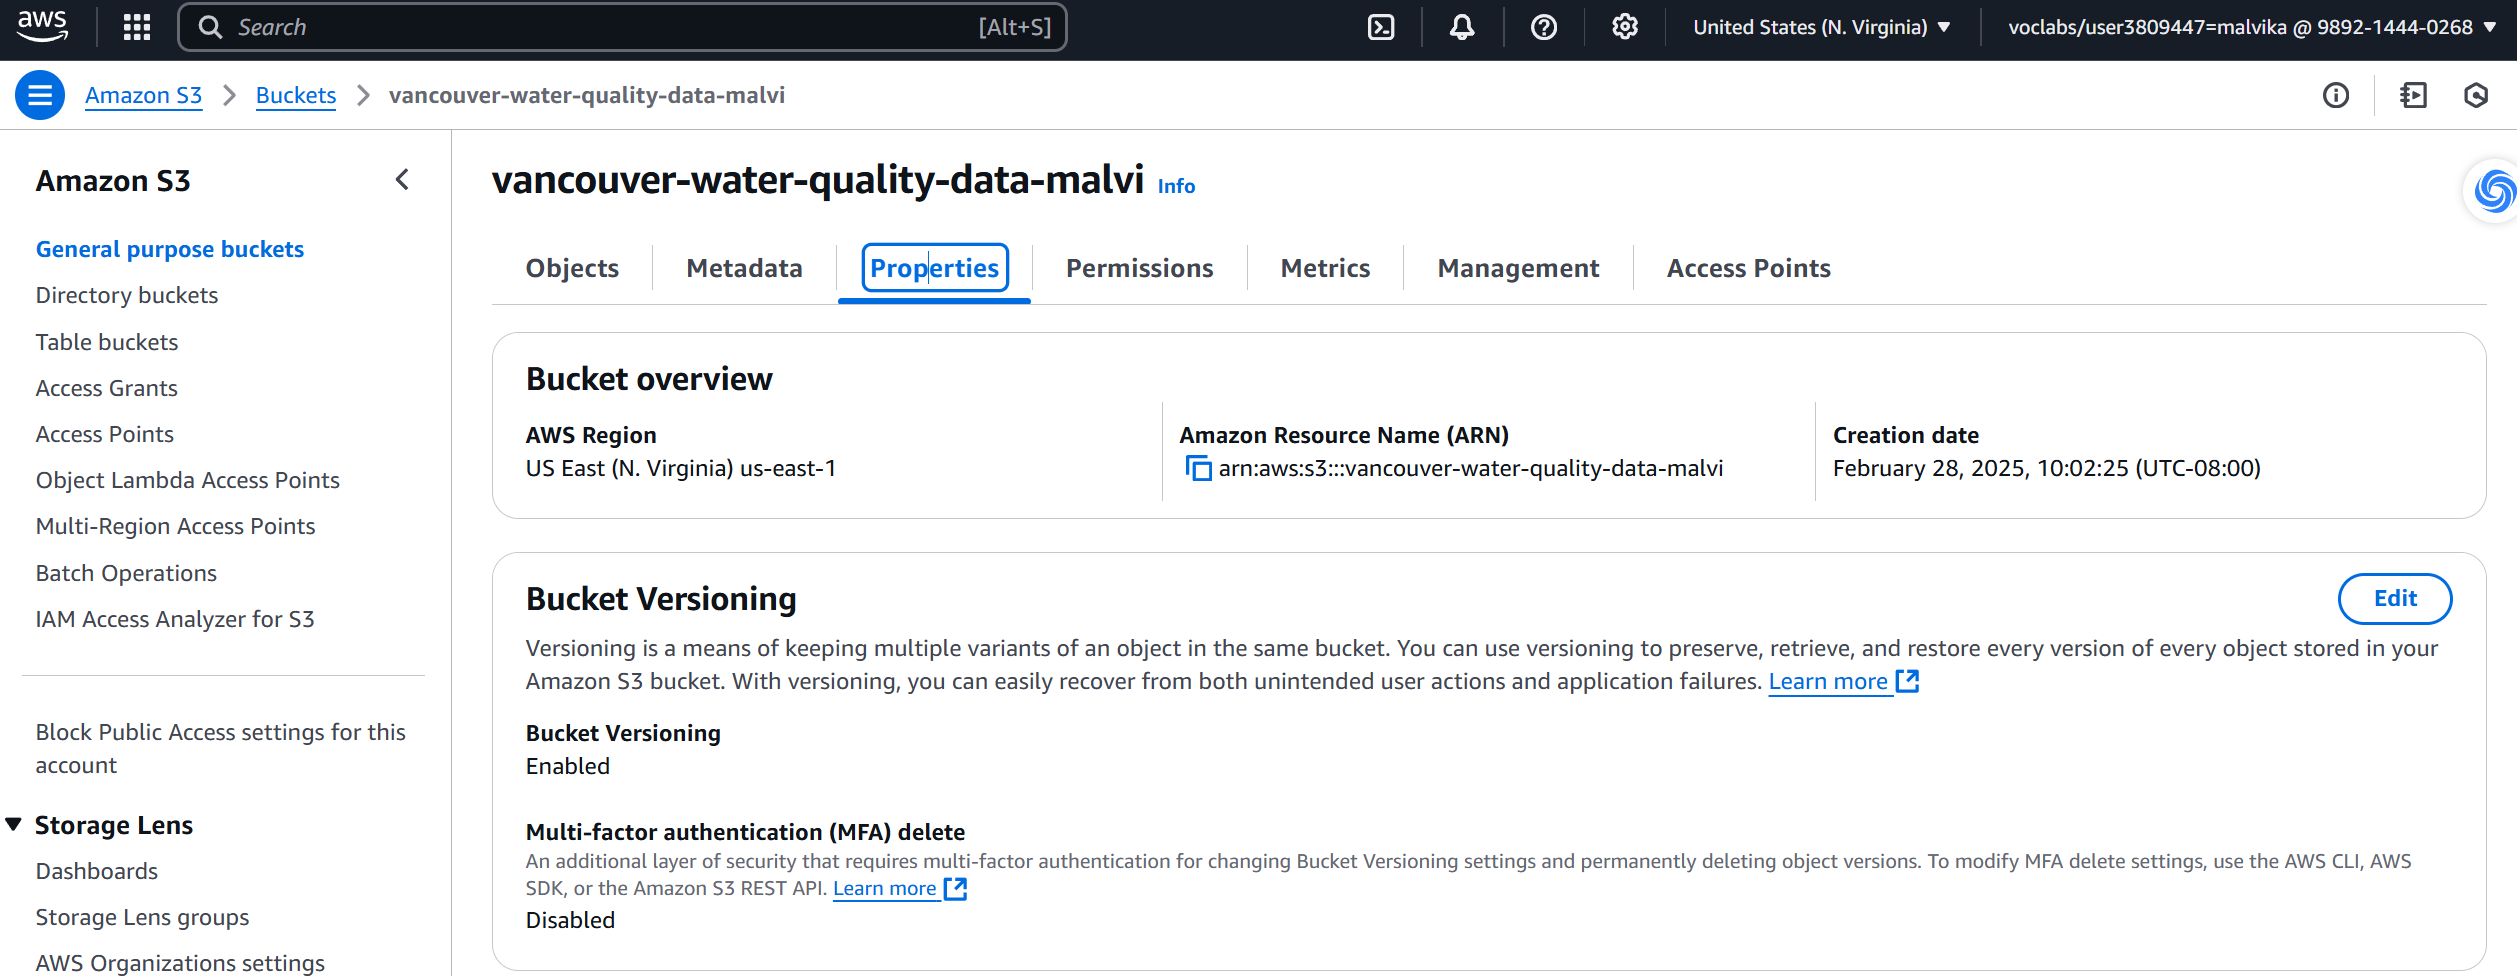 aws
Search [Alt+S]
United States (N. Virginia)
voclabs/user3809447=malvika @ 9892-1444-0268
Amazon S3
Buckets
vancouver-water-quality-data-malvi
Amazon S3
General purpose buckets
Directory buckets
Table buckets
Access Grants
Access Points
Object Lambda Access Points
Multi-Region Access Points
Batch Operations
IAM Access Analyzer for S3
Block Public Access settings for this
account
Storage Lens
Dashboards
Storage Lens groups
AWS Organizations settings
vancouver-water-quality-data-malvi Info
Objects
Metadata
Properties
Permissions
Metrics
Management
Access Points
Bucket overview
AWS Region
US East (N. Virginia) us-east-1
Amazon Resource Name (ARN)
arn:aws:s3:::vancouver-water-quality-data-malvi
Creation date
February 28, 2025, 10:02:25 (UTC-08:00)
Bucket Versioning
Edit
Versioning is a means of keeping multiple variants of an object in the same bucket. You can use versioning to preserve, retrieve, and restore every version of every object stored in your
Amazon S3 bucket. With versioning, you can easily recover from both unintended user actions and application failures. Learn more
Bucket Versioning
Enabled
Multi-factor authentication (MFA) delete
An additional layer of security that requires multi-factor authentication for changing Bucket Versioning settings and permanently deleting object versions. To modify MFA delete settings, use the AWS CLI, AWS
SDK, or the Amazon S3 REST API. Learn more
Disabled